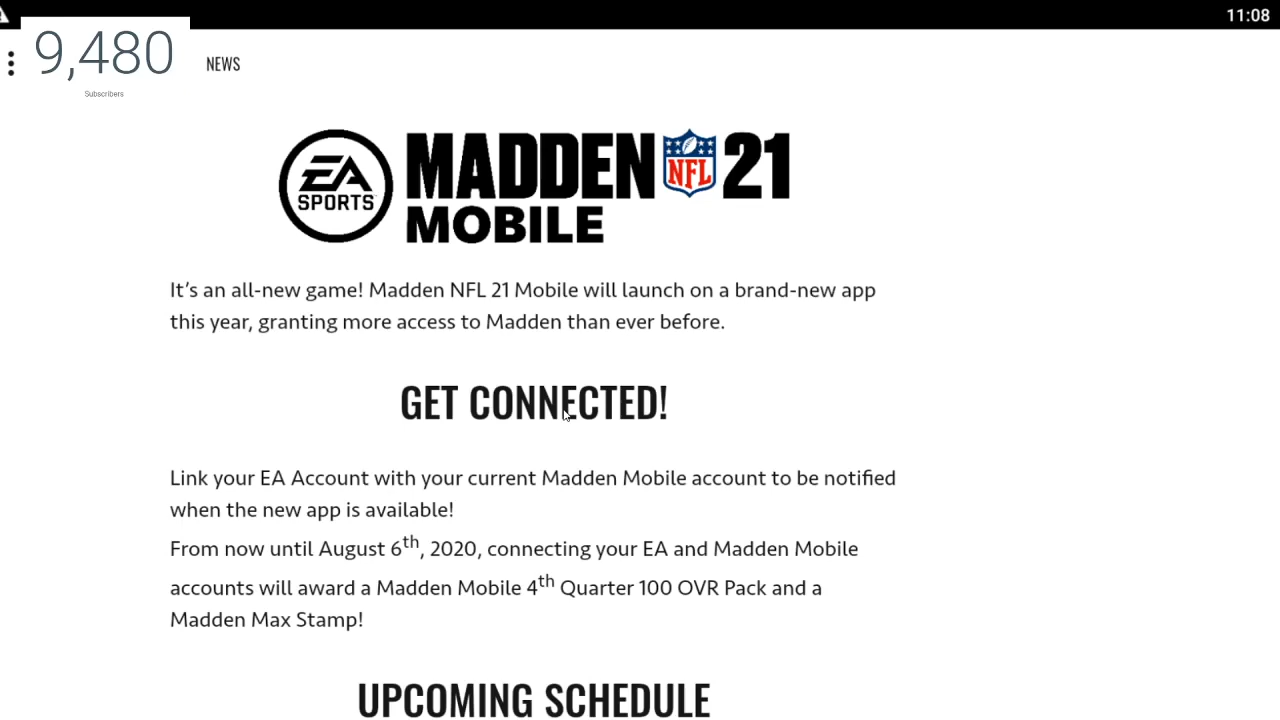 11:08
9,480
Subscribers
NEWS
EA
SPORTS
MADDEN NFL 21
MOBILE
It’s an all-new game! Madden NFL 21 Mobile will launch on a brand-new app
this year, granting more access to Madden than ever before.
GET CONNECTED!
Link your EA Account with your current Madden Mobile account to be notified
when the new app is available!
From now until August 6th, 2020, connecting your EA and Madden Mobile
accounts will award a Madden Mobile 4th Quarter 100 OVR Pack and a
Madden Max Stamp!
UPCOMING SCHEDULE